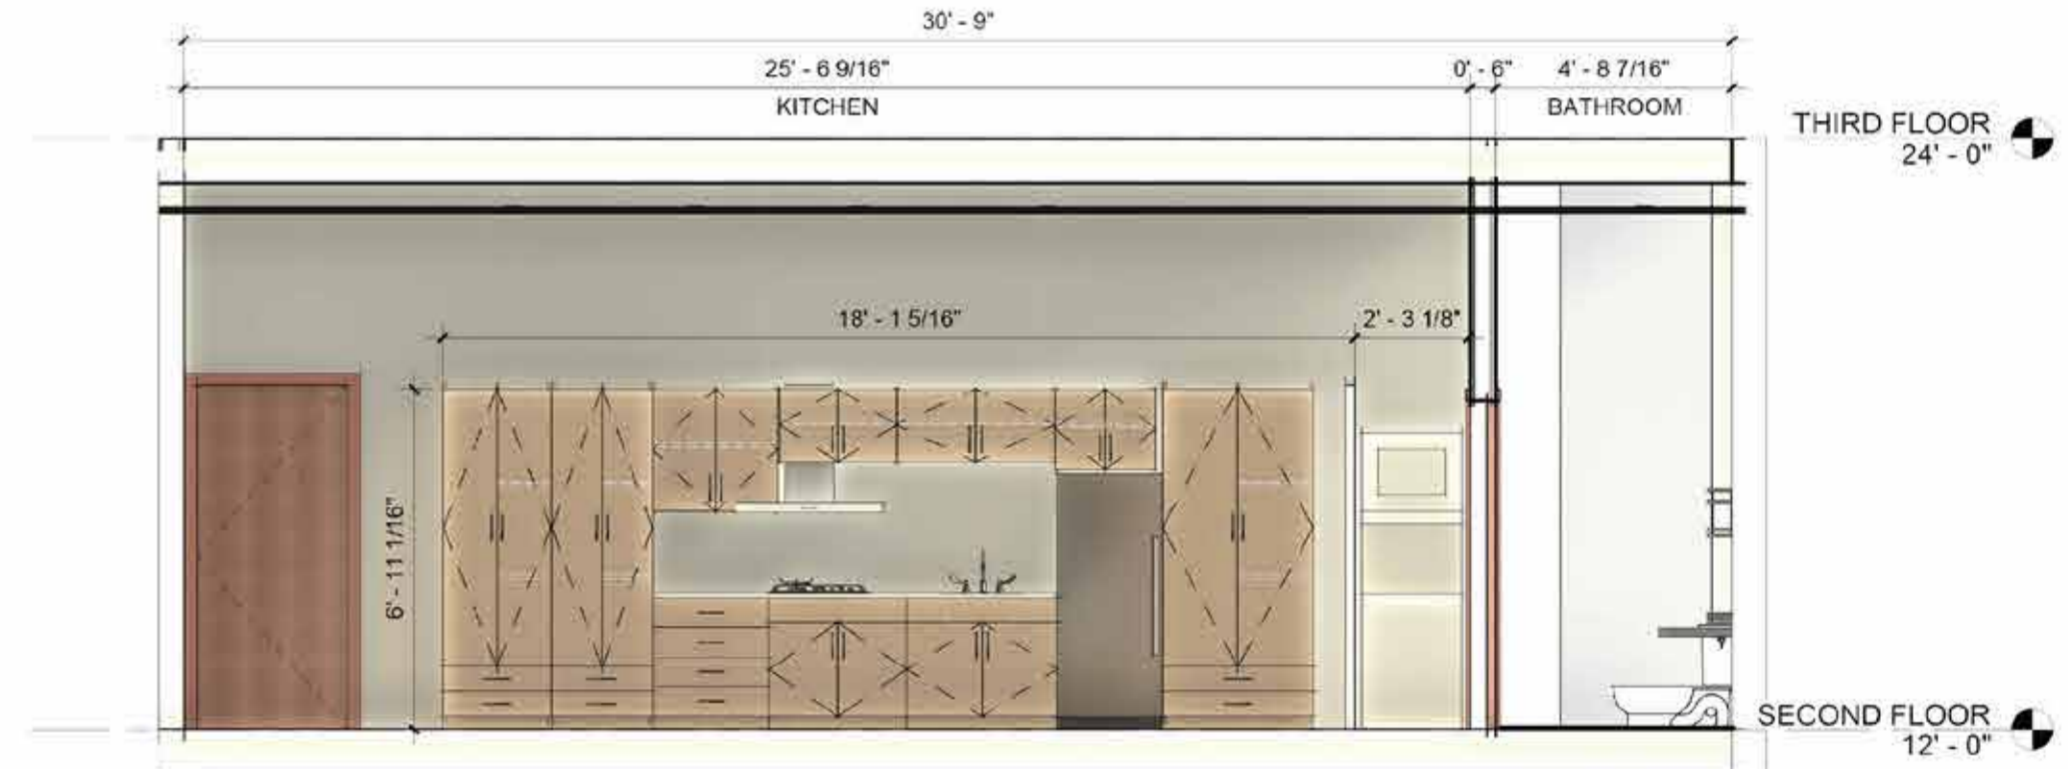 30' - 9"
25' - 6 9/16"
0' - 6"
4' - 8 7/16"
KITCHEN
BATHROOM
THIRD FLOOR
24' - 0"
18' - 1 5/16"
2' - 3 1/8"
6' - 11 1/16"
SECOND FLOOR
12' - 0"